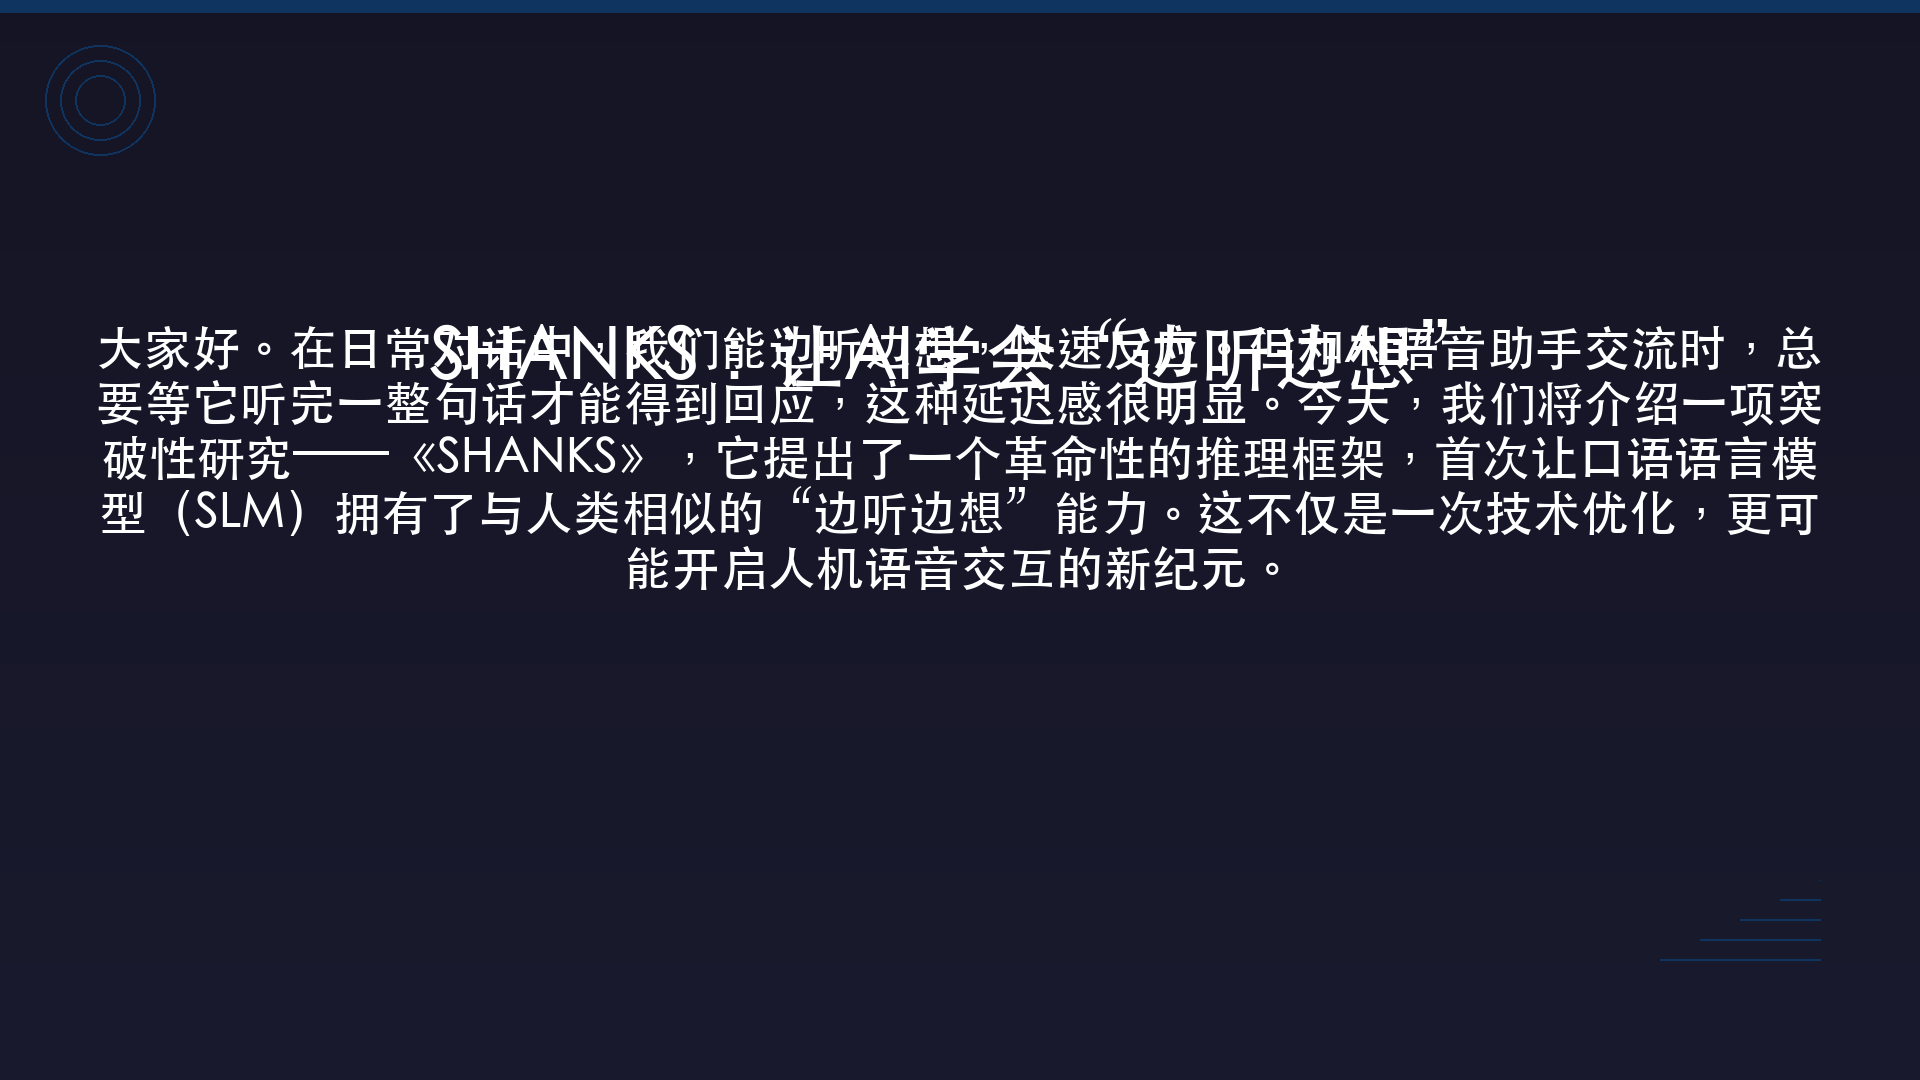 SHANKS：让AI学会“边听边想”
大家好。在日常对话中，我们能边听边想，快速反应。但和AI语音助手交流时，总
要等它听完一整句话才能得到回应，这种延迟感很明显。今天，我们将介绍一项突
破性研究——《SHANKS》，它提出了一个革命性的推理框架，首次让口语语言模
型（SLM）拥有了与人类相似的“边听边想”能力。这不仅是一次技术优化，更可
能开启人机语音交互的新纪元。